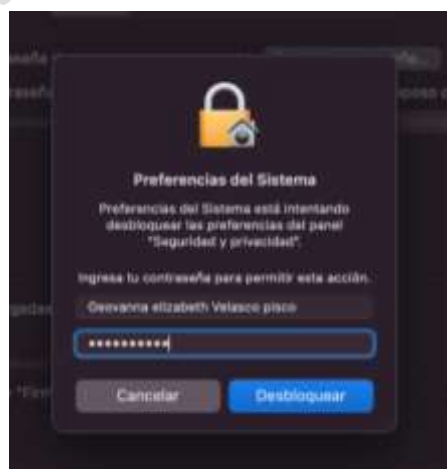 Preferencias del Sistema
Preferencias del Sistema está intentando
desbloquear las preferencias del panel
"Seguridad y privacidad".
Ingresa tu contraseña para permitir esta acción.
Geovanna elizabeth Velasco pisco
••••••••••
Cancelar
Desbloquear